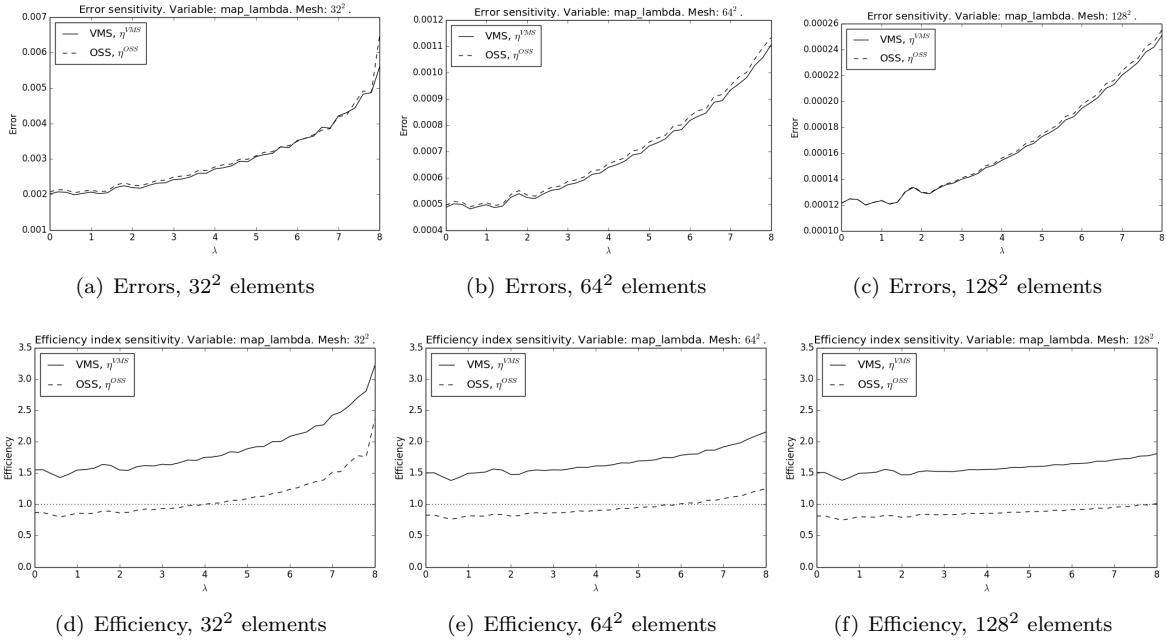 Error sensitivity. Variable: map_lambda. Mesh: 32² .
0.007
0.006
0.005
0.004
0.003
0.002
0.001
Error
VMS, η^VMS
OSS, η^OSS
0 1 2 3 4 5 6 7 8
λ
(a) Errors, 32² elements
Error sensitivity. Variable: map_lambda. Mesh: 64² .
0.0012
0.0011
0.0010
0.0009
0.0008
0.0007
0.0006
0.0005
0.0004
Error
VMS, η^VMS
OSS, η^OSS
0 1 2 3 4 5 6 7 8
λ
(b) Errors, 64² elements
Error sensitivity. Variable: map_lambda. Mesh: 128² .
0.00026
0.00024
0.00022
0.00020
0.00018
0.00016
0.00014
0.00012
0.00010
Error
VMS, η^VMS
OSS, η^OSS
0 1 2 3 4 5 6 7 8
λ
(c) Errors, 128² elements
Efficiency index sensitivity. Variable: map_lambda. Mesh: 32² .
3.5
3.0
2.5
2.0
1.5
1.0
0.5
0.0
Efficiency
VMS, η^VMS
OSS, η^OSS
0 1 2 3 4 5 6 7 8
λ
(d) Efficiency, 32² elements
Efficiency index sensitivity. Variable: map_lambda. Mesh: 64² .
3.5
3.0
2.5
2.0
1.5
1.0
0.5
0.0
Efficiency
VMS, η^VMS
OSS, η^OSS
0 1 2 3 4 5 6 7 8
λ
(e) Efficiency, 64² elements
Efficiency index sensitivity. Variable: map_lambda. Mesh: 128² .
3.5
3.0
2.5
2.0
1.5
1.0
0.5
0.0
Efficiency
VMS, η^VMS
OSS, η^OSS
0 1 2 3 4 5 6 7 8
λ
(f) Efficiency, 128² elements